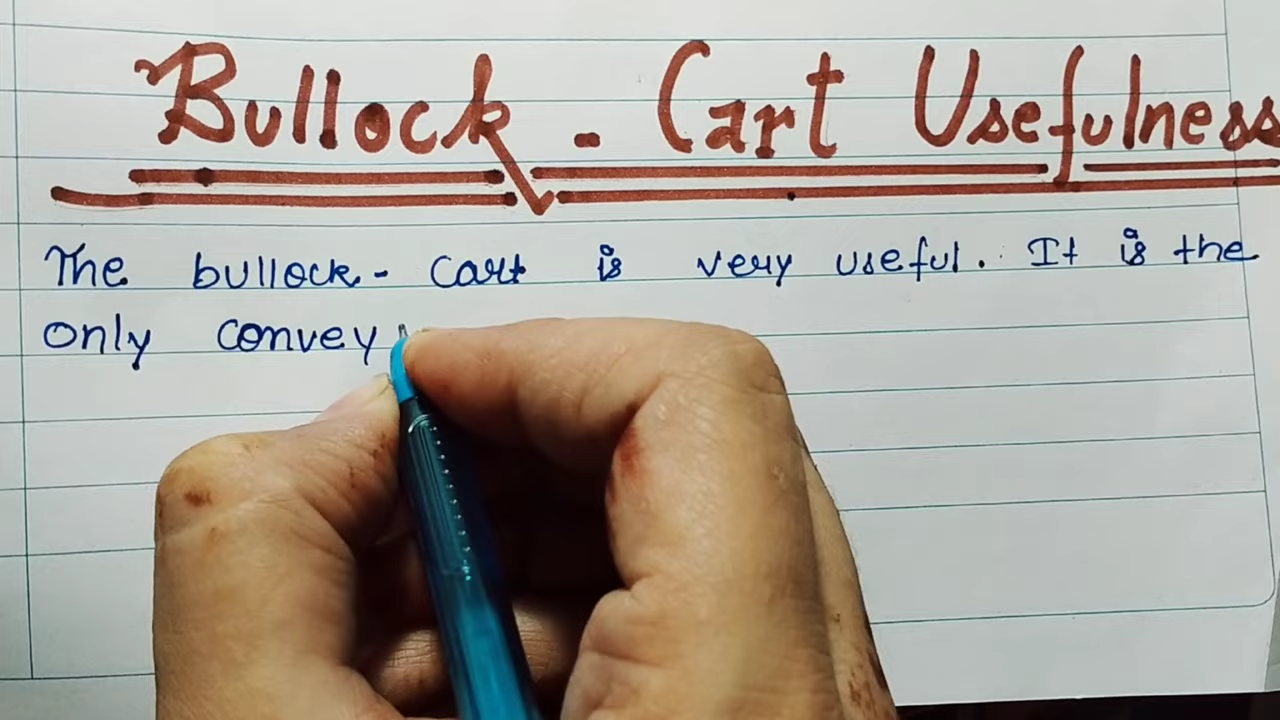 Bullock - Cart Usefulness
The bullock - cart is very useful. It is the
only convey